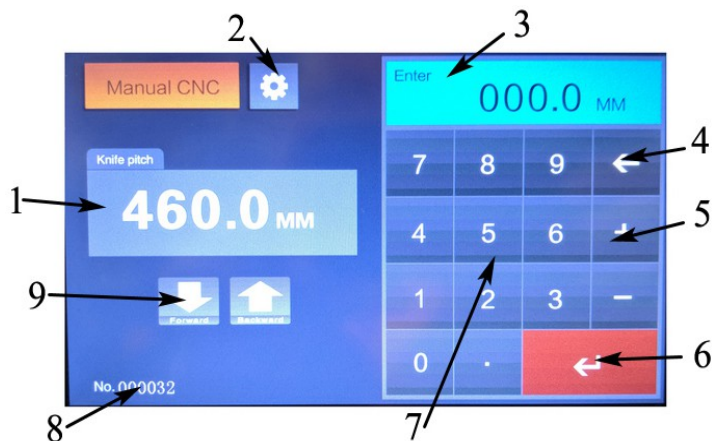 2
3
Manual CNC
Enter
000.0 MM
Knife pitch
460.0 MM
1
7 8 9 ←
4
4 5 6 +
5
1 2 3 −
0 . ↵
6
Forward Backward
9
No. 000032
8
7